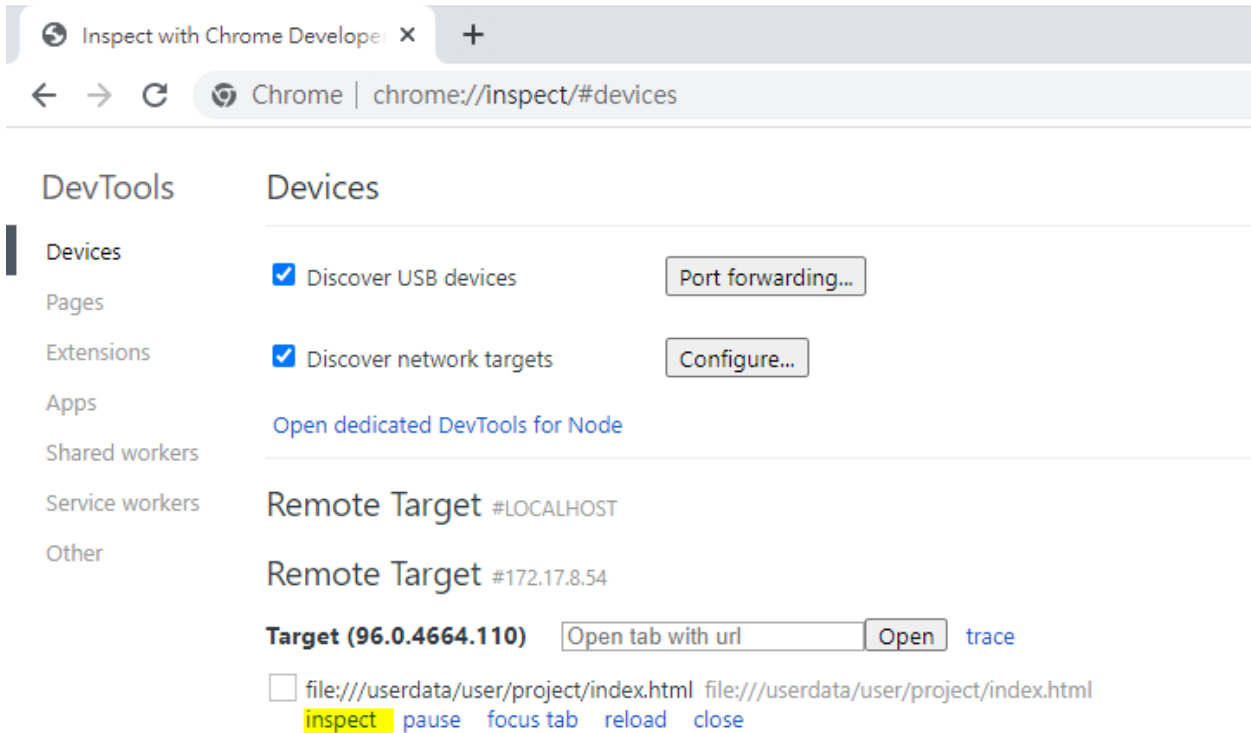 Inspect with Chrome Develope
Chrome | chrome://inspect/#devices
DevTools
Devices
Pages
Extensions
Apps
Shared workers
Service workers
Other
Devices
Discover USB devices Port forwarding...
Discover network targets Configure...
Open dedicated DevTools for Node
Remote Target #LOCALHOST
Remote Target #172.17.8.54
Target (96.0.4664.110) Open tab with url Open trace
file:///userdata/user/project/index.html file:///userdata/user/project/index.html
inspect pause focus tab reload close